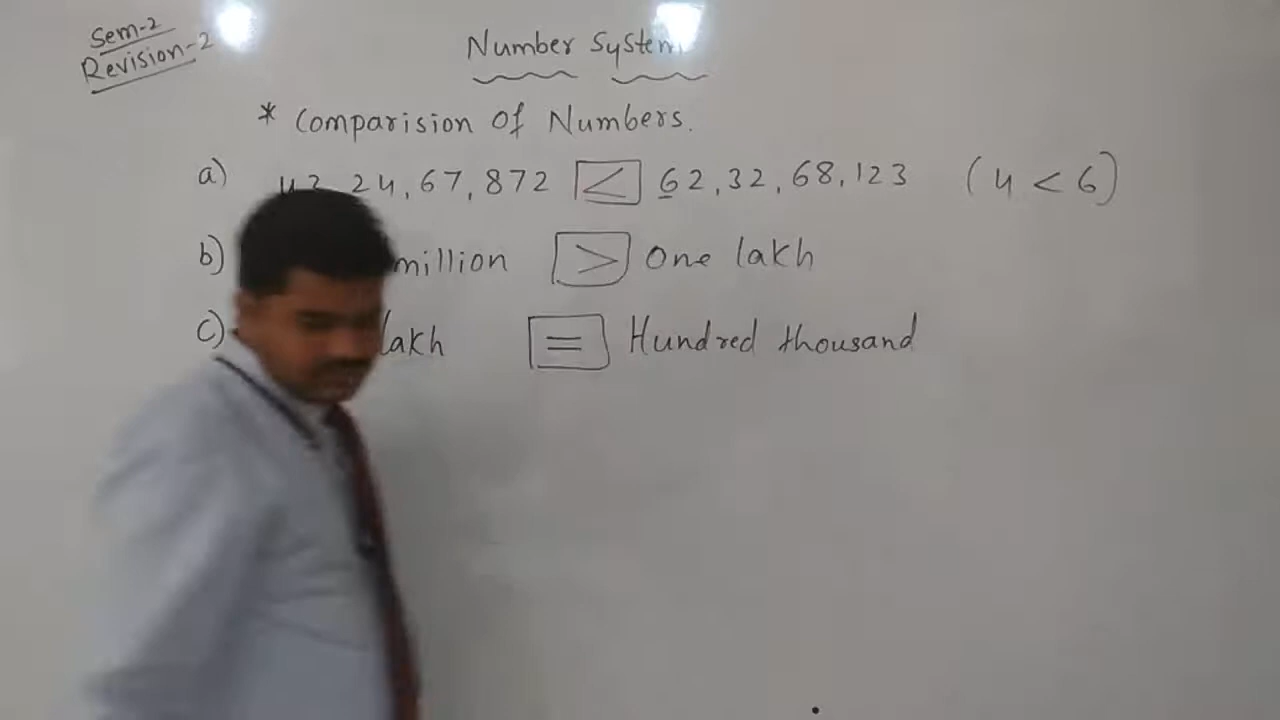 Sem-2
Revision-2
Number System
* Comparision Of Numbers.
a) 24,67,872 < 62,32,68,123 (4 < 6)
b) million > One lakh
c) lakh = Hundred thousand